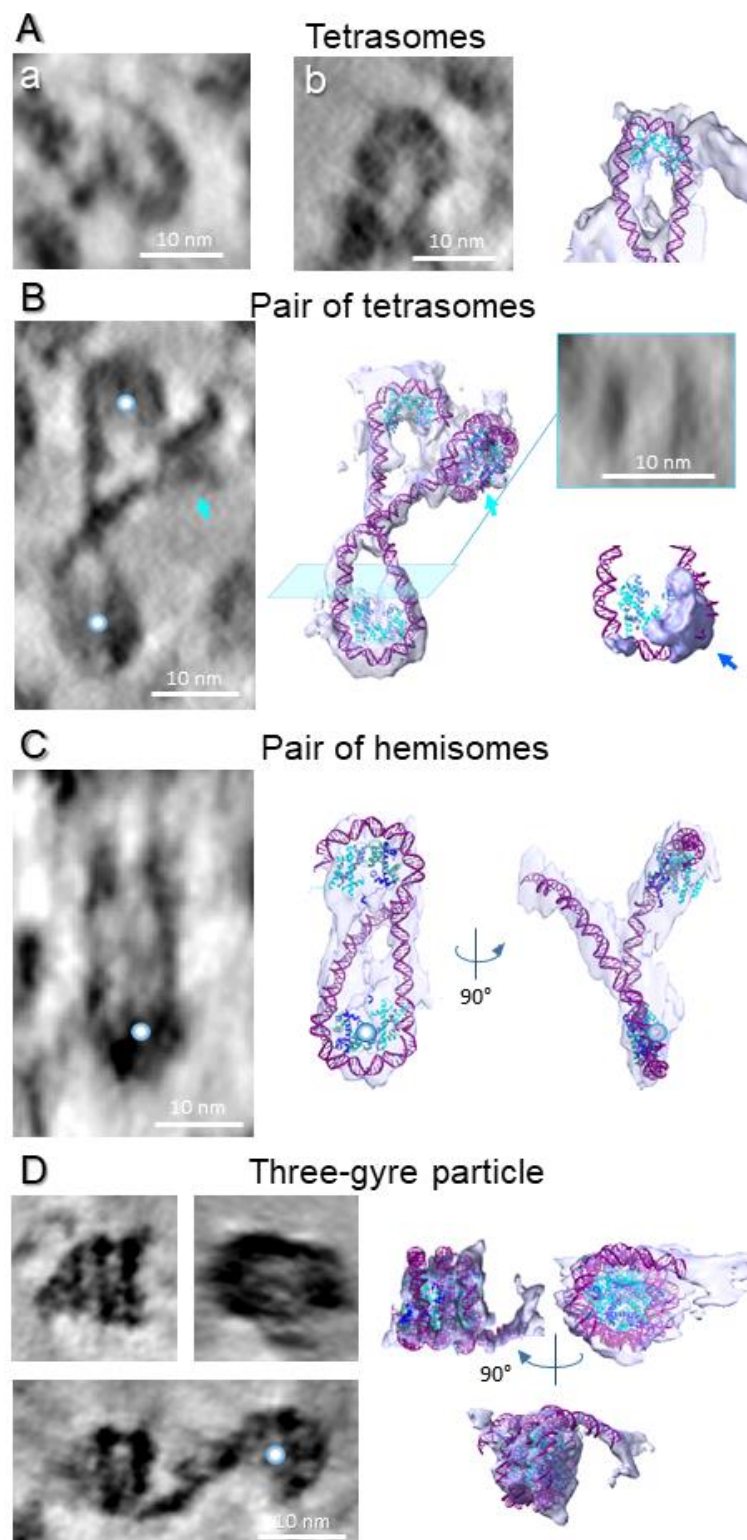 A
Tetrasomes
a
b
10 nm
10 nm
B
Pair of tetrasomes
10 nm
10 nm
C
Pair of hemisomes
90°
10 nm
D
Three-gyre particle
90°
10 nm